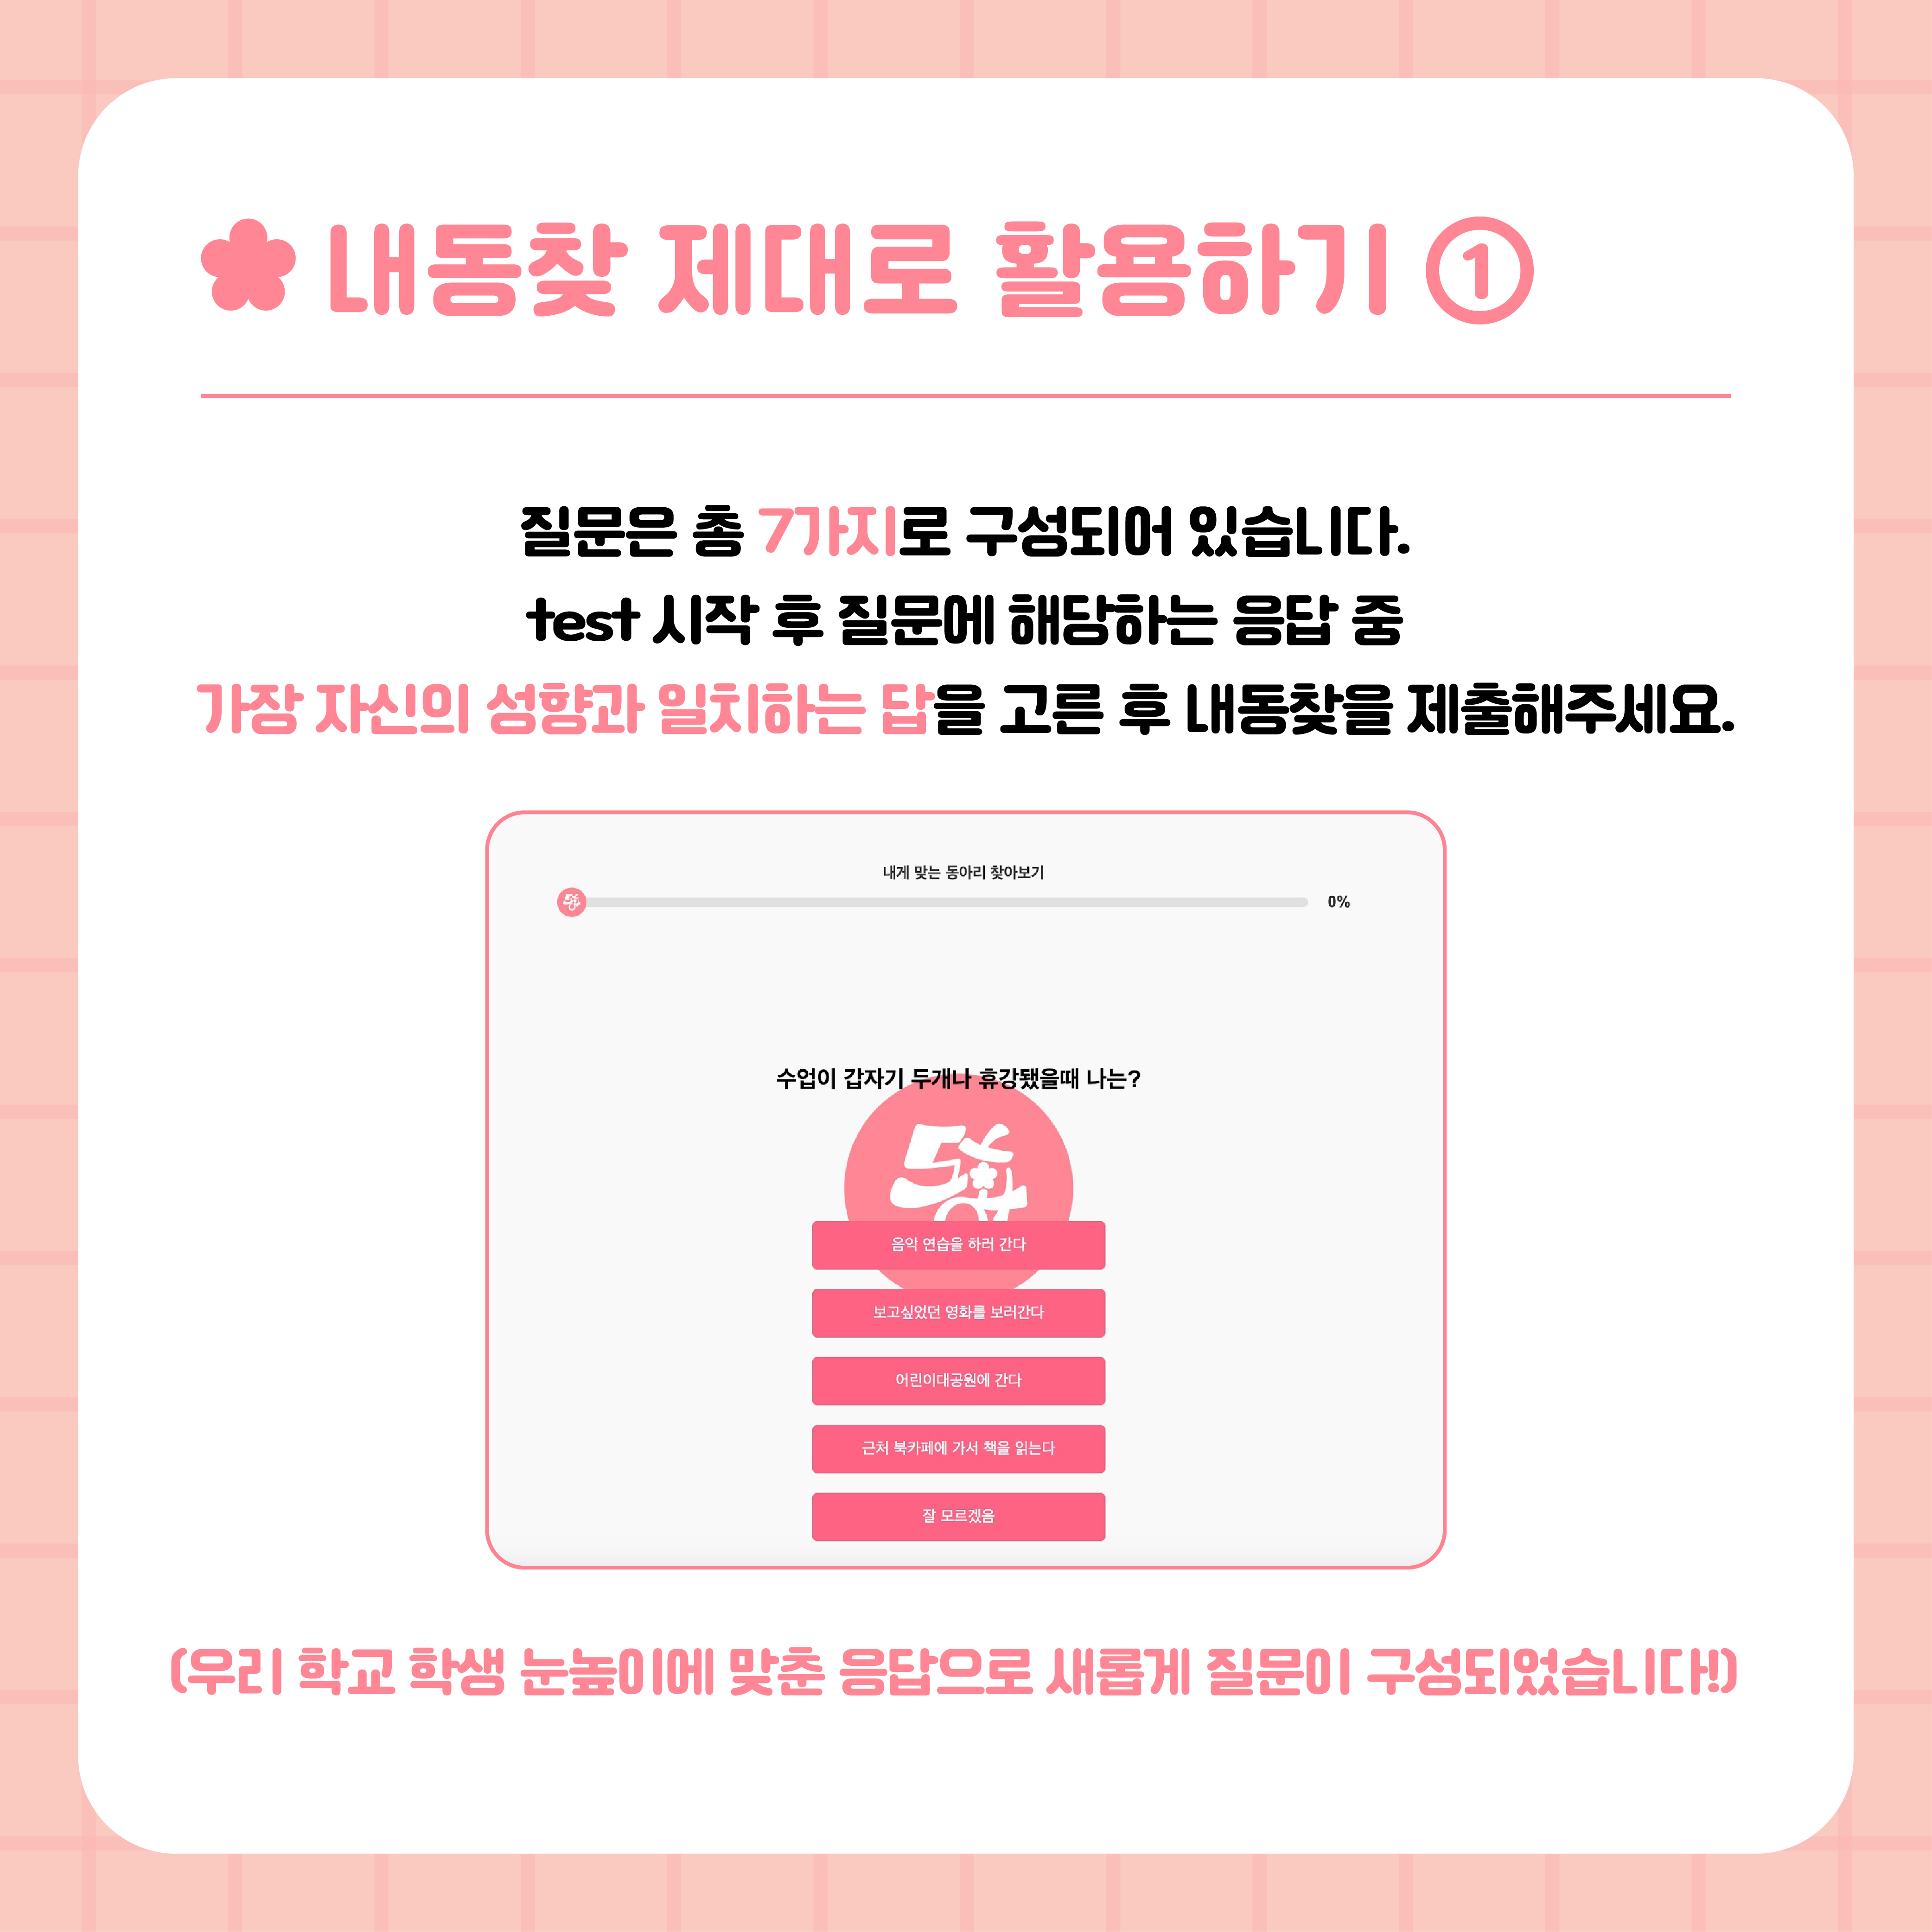 내동찾 제대로 활용하기 ①
질문은 총 7가지로 구성되어 있습니다.
test 시작 후 질문에 해당하는 응답 중
가장 자신의 성향과 일치하는 답을 고른 후 내동찾을 제출해주세요.
내게 맞는 동아리 찾아보기
0%
수업이 갑자기 두개나 휴강됐을때 나는?
음악 연습을 하러 간다
보고싶었던 영화를 보러간다
어린이대공원에 간다
근처 북카페에 가서 책을 읽는다
잘 모르겠음
(우리 학교 학생 눈높이에 맞춘 응답으로 새롭게 질문이 구성되었습니다!)